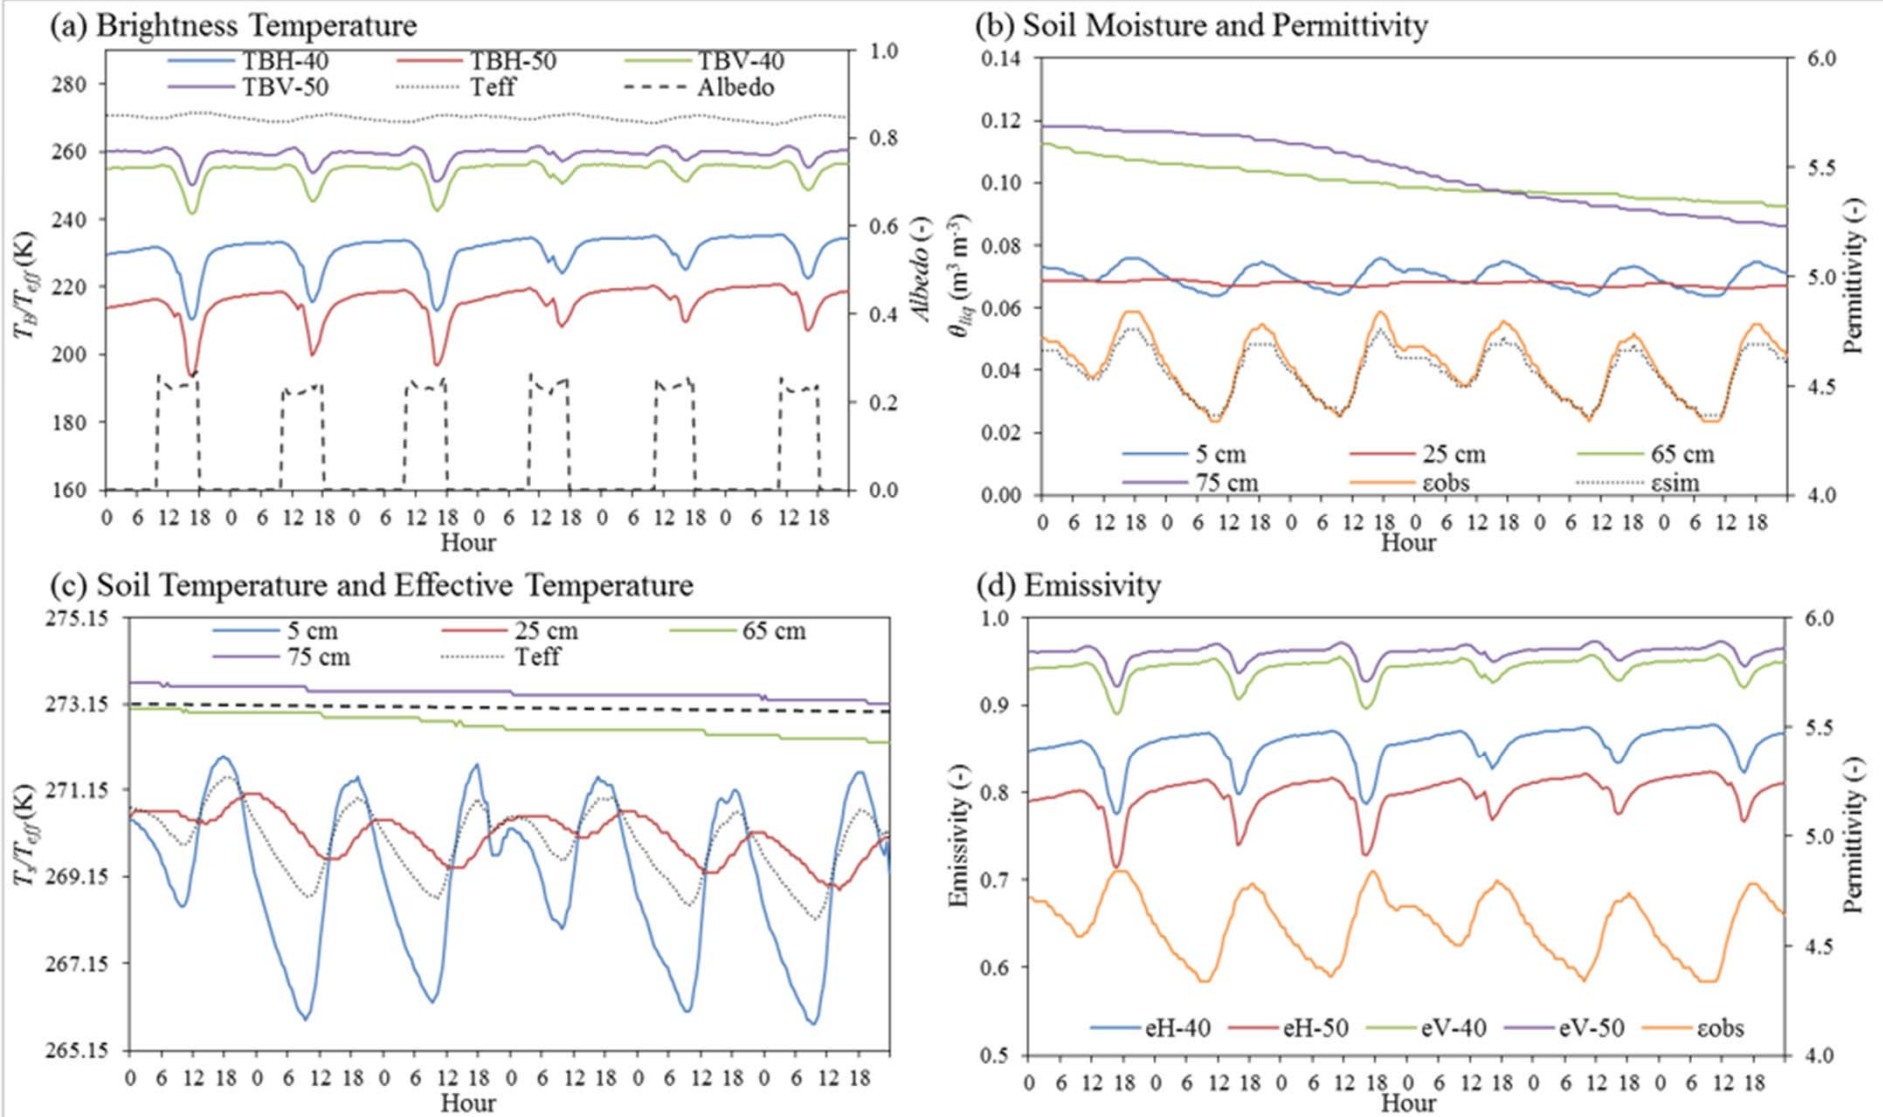 (a) Brightness Temperature
TBH-40 TBH-50 TBV-40
TBV-50 Teff Albedo
280
260
240
220
200
180
160
1.0
0.8
0.6
0.4
0.2
0.0
T_B/T_eff (K)
Albedo (-)
0 6 12 18 0 6 12 18 0 6 12 18 0 6 12 18 0 6 12 18 0 6 12 18
Hour
(b) Soil Moisture and Permittivity
0.14
0.12
0.10
0.08
0.06
0.04
0.02
0.00
6.0
5.5
5.0
4.5
4.0
θ_liq (m³ m⁻³)
Permittivity (-)
5 cm 25 cm 65 cm
75 cm εobs εsim
0 6 12 18 0 6 12 18 0 6 12 18 0 6 12 18 0 6 12 18 0 6 12 18
Hour
(c) Soil Temperature and Effective Temperature
275.15
273.15
271.15
269.15
267.15
265.15
5 cm 25 cm 65 cm
75 cm Teff
T_s/T_eff (K)
0 6 12 18 0 6 12 18 0 6 12 18 0 6 12 18 0 6 12 18 0 6 12 18
Hour
(d) Emissivity
1.0
0.9
0.8
0.7
0.6
0.5
6.0
5.5
5.0
4.5
4.0
Emissivity (-)
Permittivity (-)
eH-40 eH-50 eV-40 eV-50 εobs
0 6 12 18 0 6 12 18 0 6 12 18 0 6 12 18 0 6 12 18 0 6 12 18
Hour